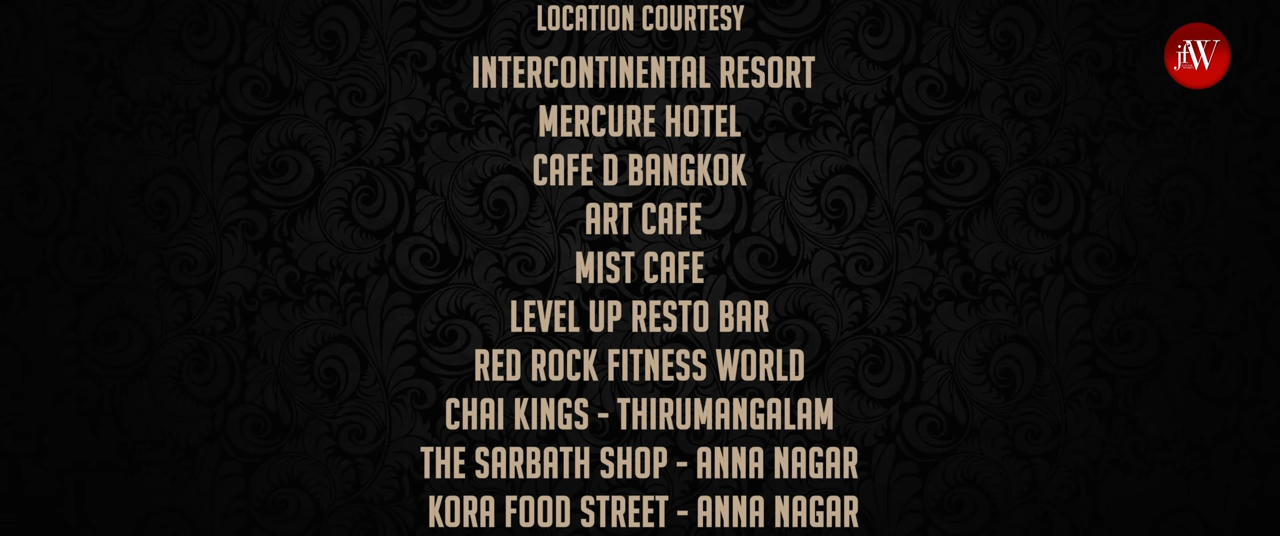 LOCATION COURTESY
jfW
INTERCONTINENTAL RESORT
MERCURE HOTEL
CAFE D BANGKOK
ART CAFE
MIST CAFE
LEVEL UP RESTO BAR
RED ROCK FITNESS WORLD
CHAI KINGS - THIRUMANGALAM
THE SARBATH SHOP - ANNA NAGAR
KORA FOOD STREET - ANNA NAGAR